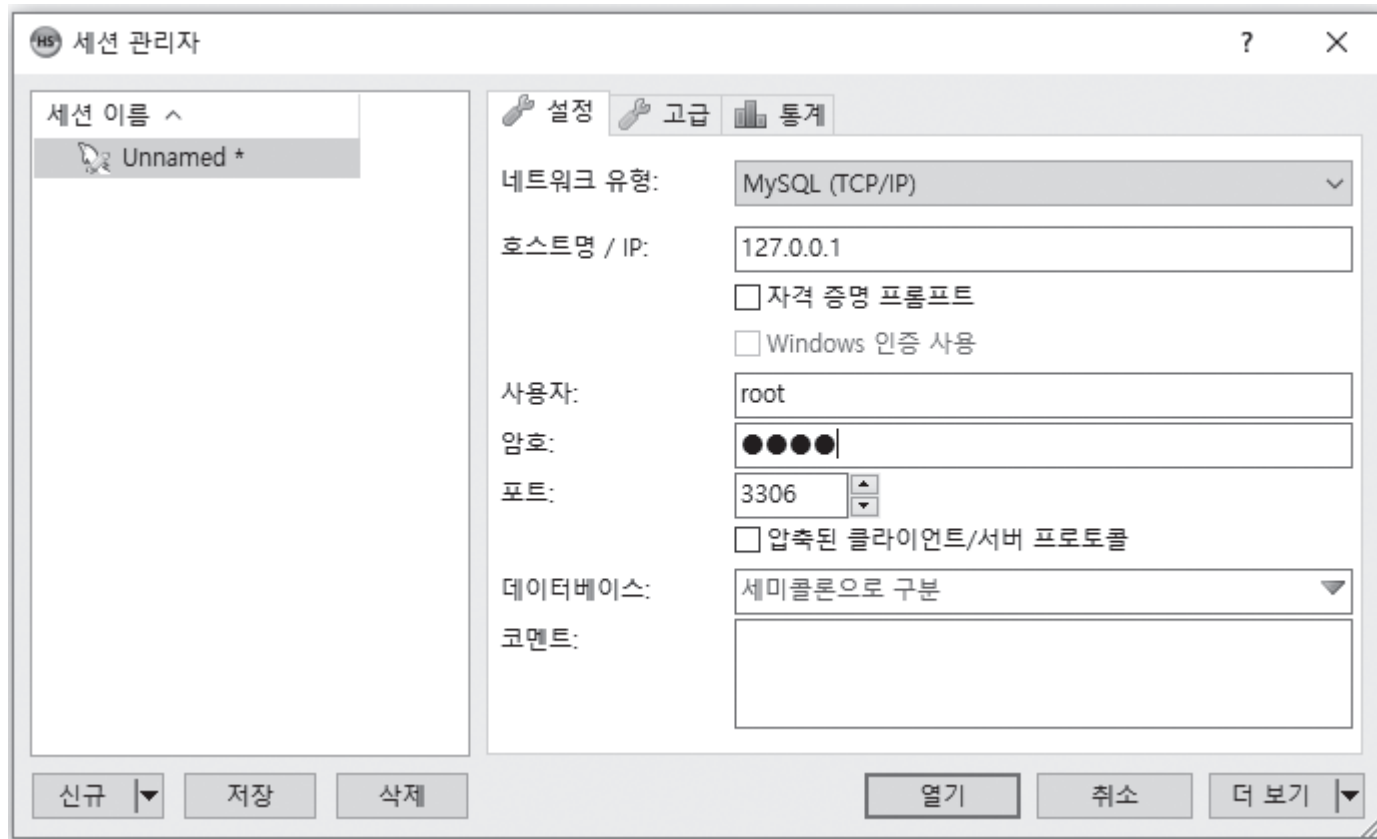 HS 세션 관리자 ?
세션 이름
Unnamed *
설정 고급 통계
네트워크 유형: MySQL (TCP/IP)
호스트명 / IP: 127.0.0.1
자격 증명 프롬프트
Windows 인증 사용
사용자: root
암호: ●●●●
포트: 3306
압축된 클라이언트/서버 프로토콜
데이터베이스: 세미콜론으로 구분
코멘트:
신규 저장 삭제 열기 취소 더 보기